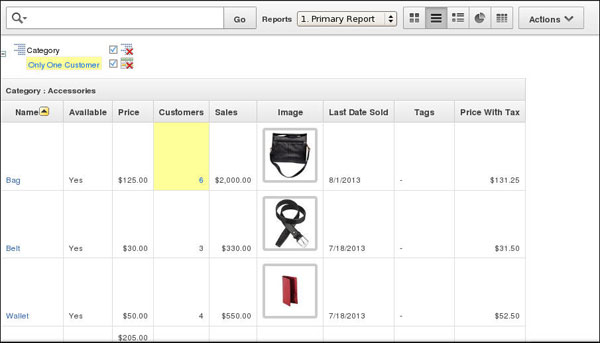 Go Reports 1. Primary Report Actions
Category
Only One Customer
Category : Accessories
Name Available Price Customers Sales Image Last Date Sold Tags Price With Tax
Bag Yes $125.00 6 $2,000.00 8/1/2013 - $131.25
Belt Yes $30.00 3 $330.00 7/18/2013 - $31.50
Wallet Yes $50.00 4 $550.00 7/18/2013 - $52.50
$205.00